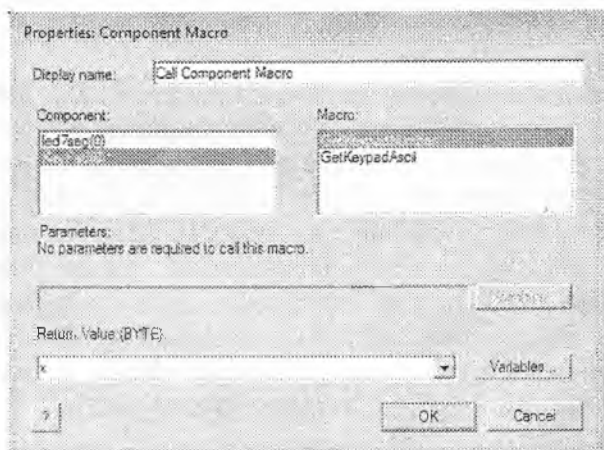 Properties: Component Macro
Display name: Call Component Macro
Component: Macro:
led7seg(0)
GetKeypadAscii
Parameters:
No parameters are required to call this macro.
Return Value (BYTE)
x Variables...
? OK Cancel